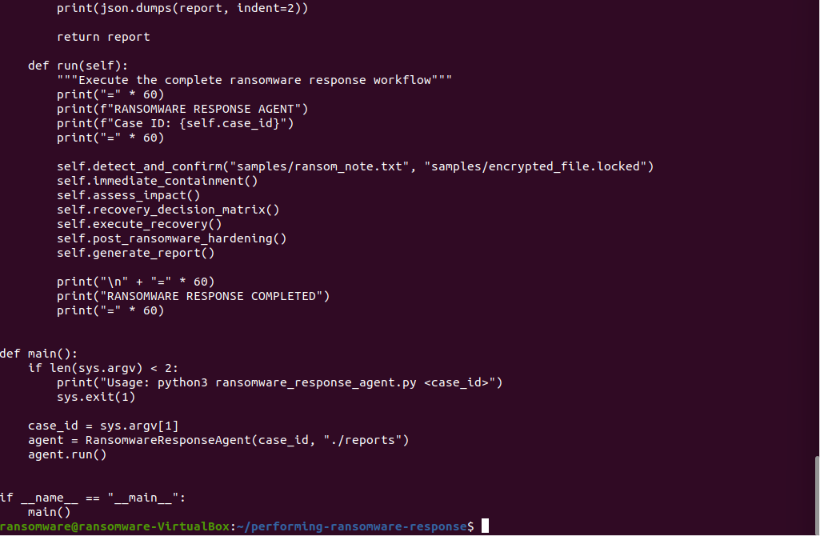 print(json.dumps(report, indent=2))

        return report

    def run(self):
        """Execute the complete ransomware response workflow"""
        print("=" * 60)
        print(f"RANSOMWARE RESPONSE AGENT")
        print(f"Case ID: {self.case_id}")
        print("=" * 60)

        self.detect_and_confirm("samples/ransom_note.txt", "samples/encrypted_file.locked")
        self.immediate_containment()
        self.assess_impact()
        self.recovery_decision_matrix()
        self.execute_recovery()
        self.post_ransomware_hardening()
        self.generate_report()

        print("\n" + "=" * 60)
        print("RANSOMWARE RESPONSE COMPLETED")
        print("=" * 60)


def main():
    if len(sys.argv) < 2:
        print("Usage: python3 ransomware_response_agent.py <case_id>")
        sys.exit(1)

    case_id = sys.argv[1]
    agent = RansomwareResponseAgent(case_id, "./reports")
    agent.run()


if __name__ == "__main__":
    main()
ransomware@ransomware-VirtualBox:~/performing-ransomware-response$